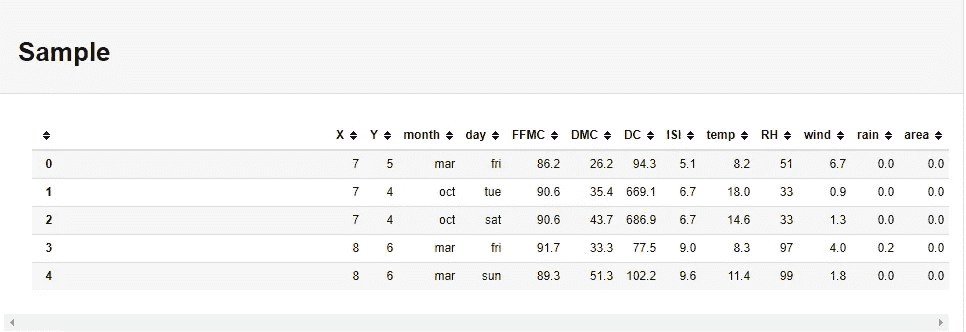 Sample
X Y month day FFMC DMC DC ISI temp RH wind rain area
0 7 5 mar fri 86.2 26.2 94.3 5.1 8.2 51 6.7 0.0 0.0
1 7 4 oct tue 90.6 35.4 669.1 6.7 18.0 33 0.9 0.0 0.0
2 7 4 oct sat 90.6 43.7 686.9 6.7 14.6 33 1.3 0.0 0.0
3 8 6 mar fri 91.7 33.3 77.5 9.0 8.3 97 4.0 0.2 0.0
4 8 6 mar sun 89.3 51.3 102.2 9.6 11.4 99 1.8 0.0 0.0